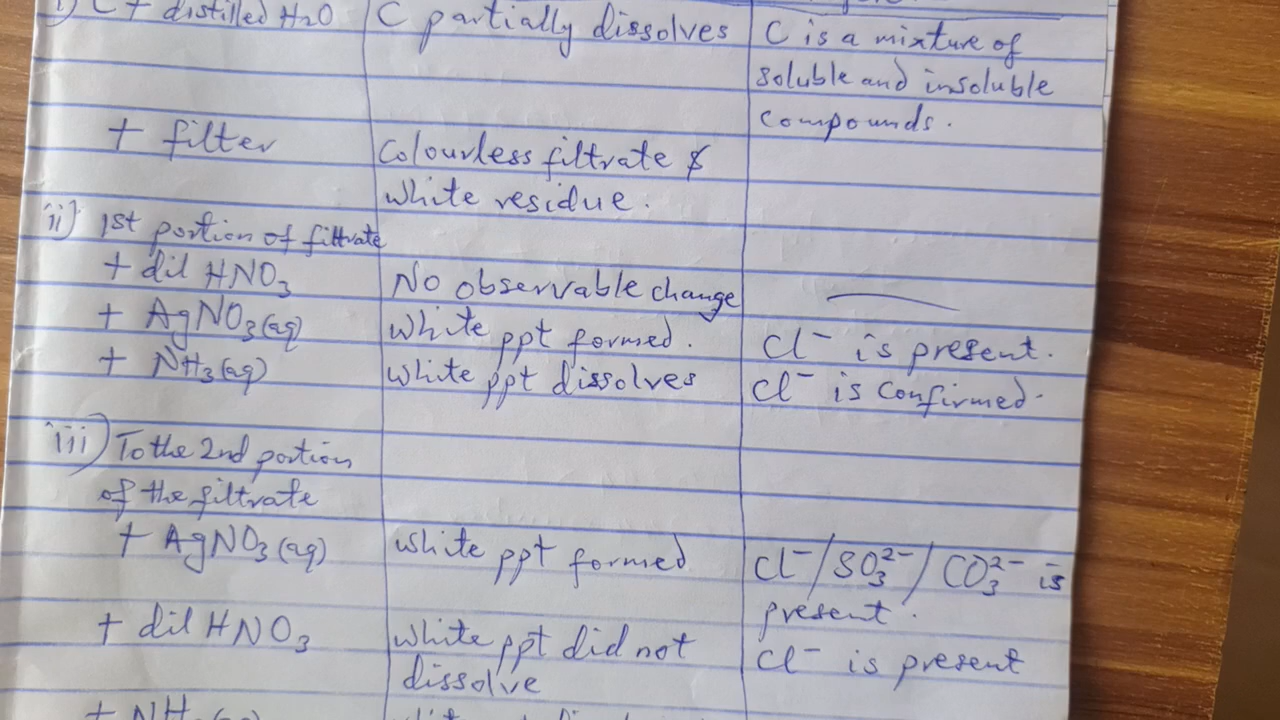 i) C + distilled H2O C partially dissolves C is a mixture of
soluble and insoluble
compounds.
+ filter Colourless filtrate &
white residue.
ii) 1st portion of filtrate
+ dil HNO3 No observable change —
+ AgNO3(aq) White ppt formed. Cl⁻ is present.
+ NH3(aq) White ppt dissolves Cl⁻ is confirmed.
iii) To the 2nd portion
of the filtrate
+ AgNO3(aq) White ppt formed Cl⁻/SO3²⁻/CO3²⁻ is
present.
+ dil HNO3 White ppt did not Cl⁻ is present
dissolve